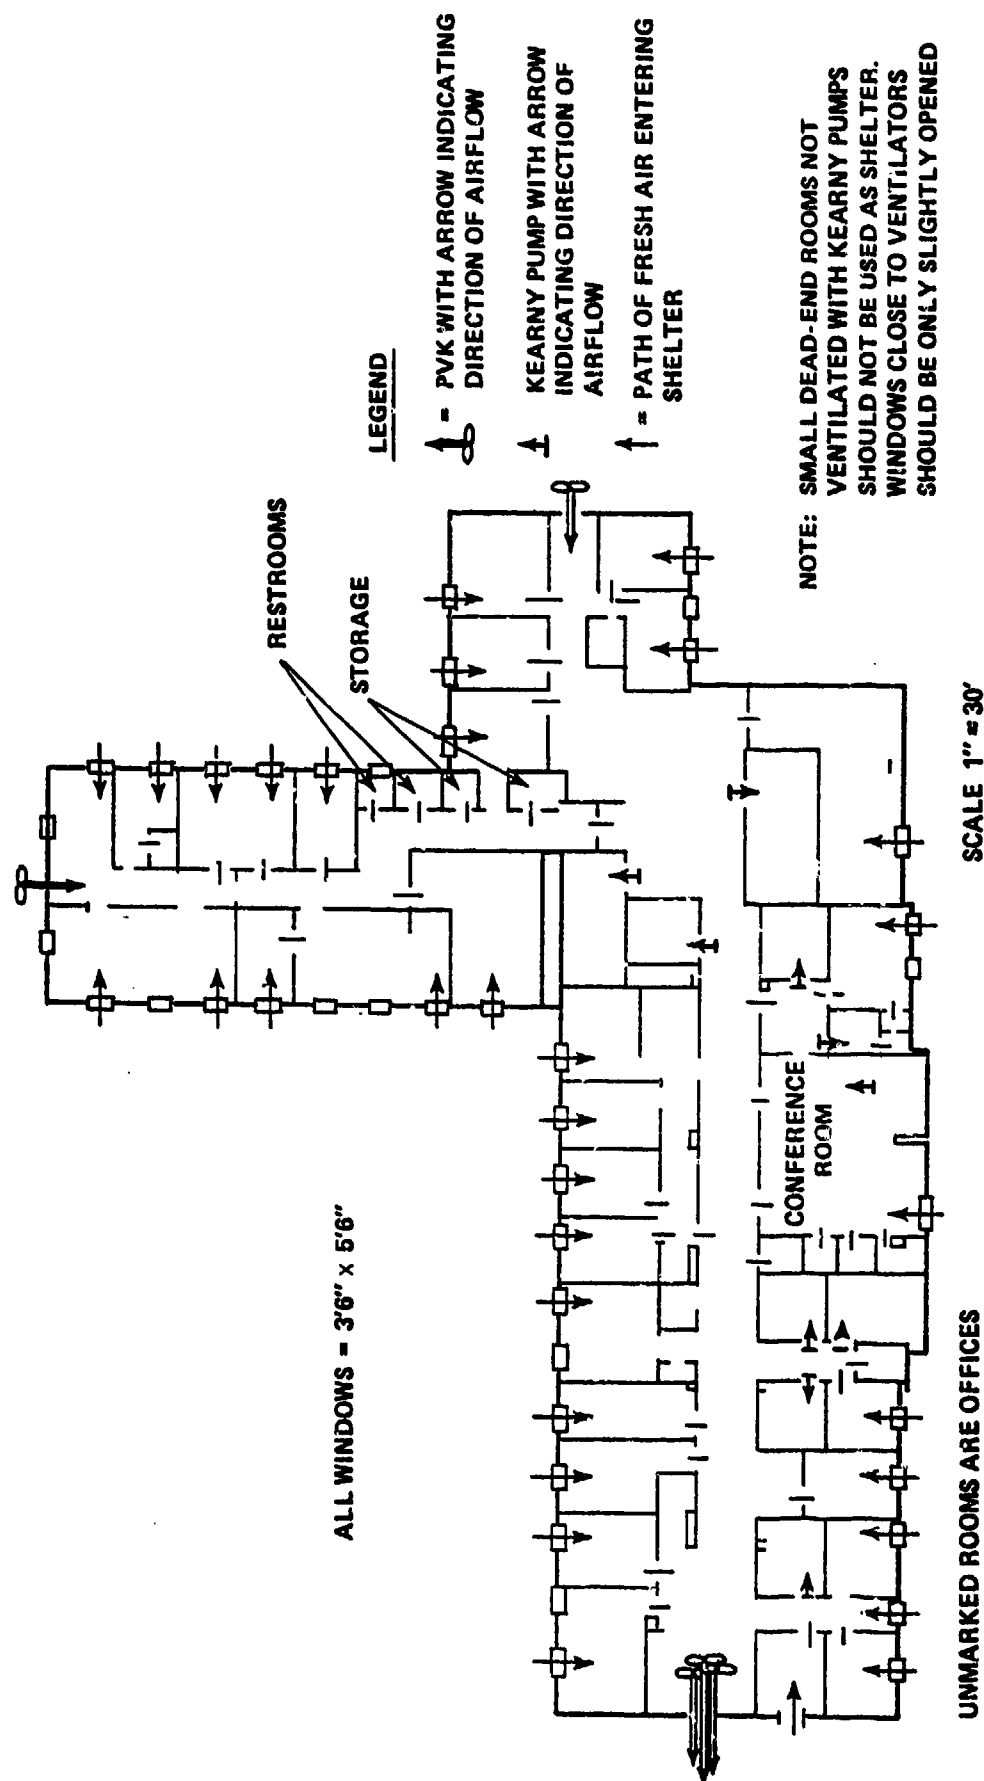 LEGEND
= PVK WITH ARROW INDICATING
DIRECTION OF AIRFLOW
KEARNY PUMP WITH ARROW
INDICATING DIRECTION OF
AIRFLOW
= PATH OF FRESH AIR ENTERING
SHELTER
NOTE: SMALL DEAD-END ROOMS NOT
VENTILATED WITH KEARNY PUMPS
SHOULD NOT BE USED AS SHELTER.
WINDOWS CLOSE TO VENTILATORS
SHOULD BE ONLY SLIGHTLY OPENED
RESTROOMS
STORAGE
ALL WINDOWS = 3'6" x 5'6"
CONFERENCE
ROOM
UNMARKED ROOMS ARE OFFICES
SCALE 1" = 30'